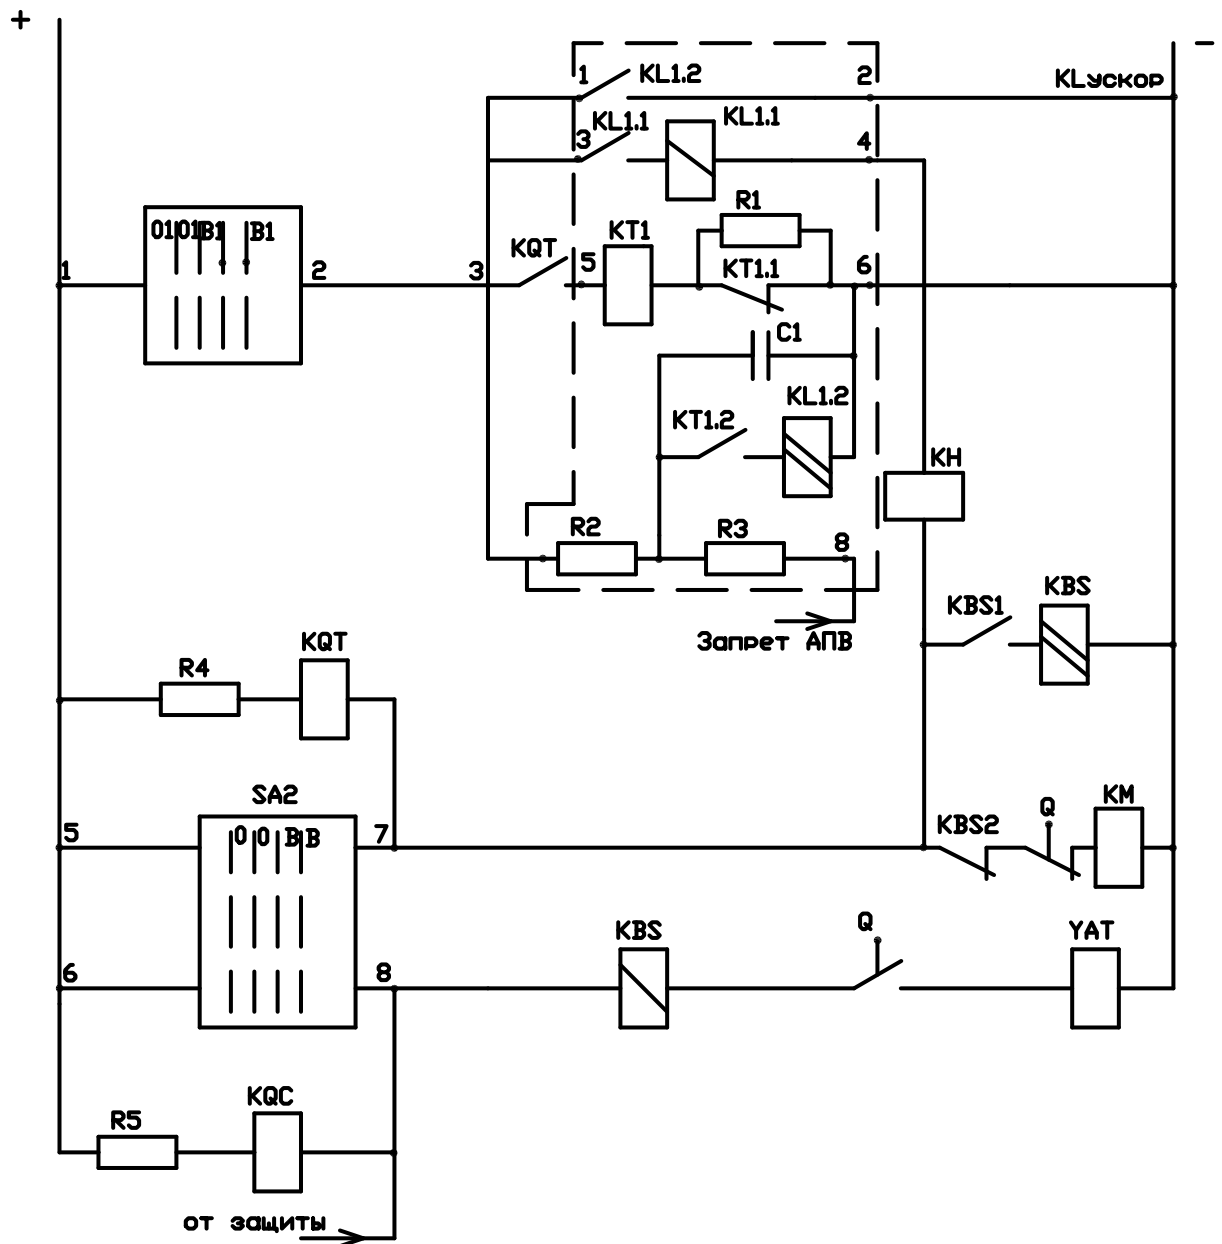 +
-
1 KL1.2 2 KLускор
3 KL1.1 KL1.1 4
R1
01 01 B1 B1
KQT 5 KT1 KT1.1 6
1 2 3
C1
KL1.2
KT1.2
KH
R2 R3 8
KBS1 KBS
Запрет АПВ
KQT
R4
SA2
5 0 0 B B 7 KBS2 Q KM
6 8 KBS Q YAT
KQC
R5
от защиты